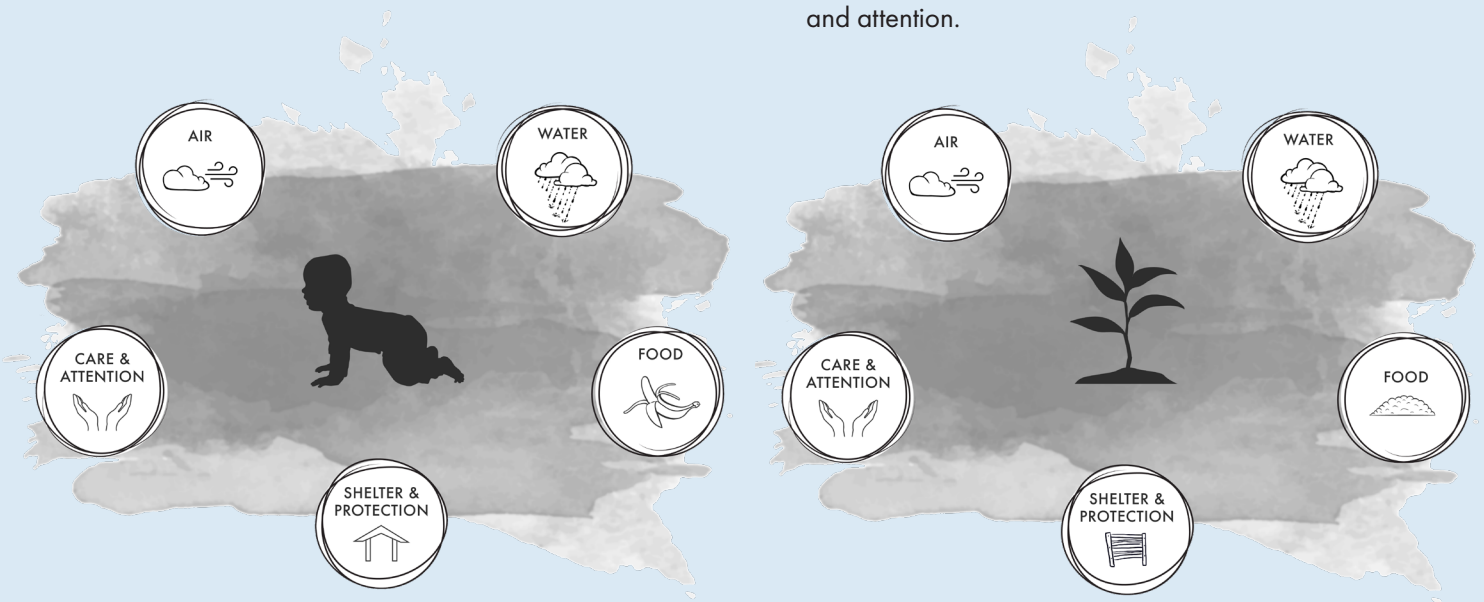 and attention.
AIR
WATER
CARE &
ATTENTION
FOOD
SHELTER &
PROTECTION
AIR
WATER
CARE &
ATTENTION
FOOD
SHELTER &
PROTECTION